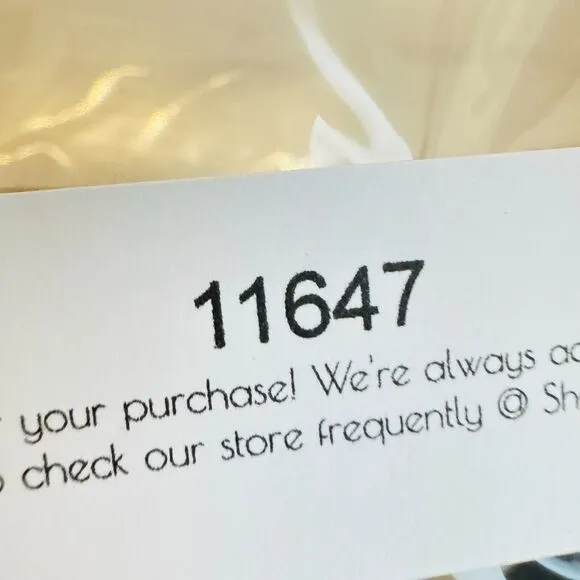 11647
your purchase! We're always
check our store frequently @